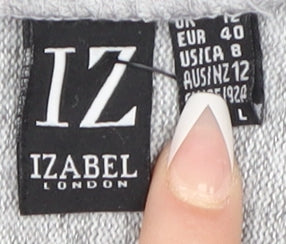 IZ
IZABEL
LONDON
UK 12
EUR 40
US/CA 8
AUS/NZ 12
L